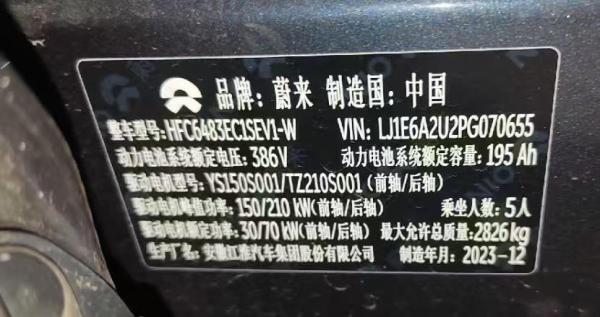 品牌: 蔚来 制造国: 中国
整车型号: HFC6483EC1SEV1-W VIN: LJ1E6A2U2PG070655
动力电池系统额定电压: 386V 动力电池系统额定容量: 195 Ah
驱动电机型号: YS150S001/TZ210S001 (前轴/后轴)
驱动电机峰值功率: 150/210 kW(前轴/后轴) 乘坐人数: 5人
驱动电机额定功率: 30/70 kW(前轴/后轴) 最大允许总质量: 2826kg
生产厂名: 安徽江淮汽车集团股份有限公司 制造年月: 2023-12